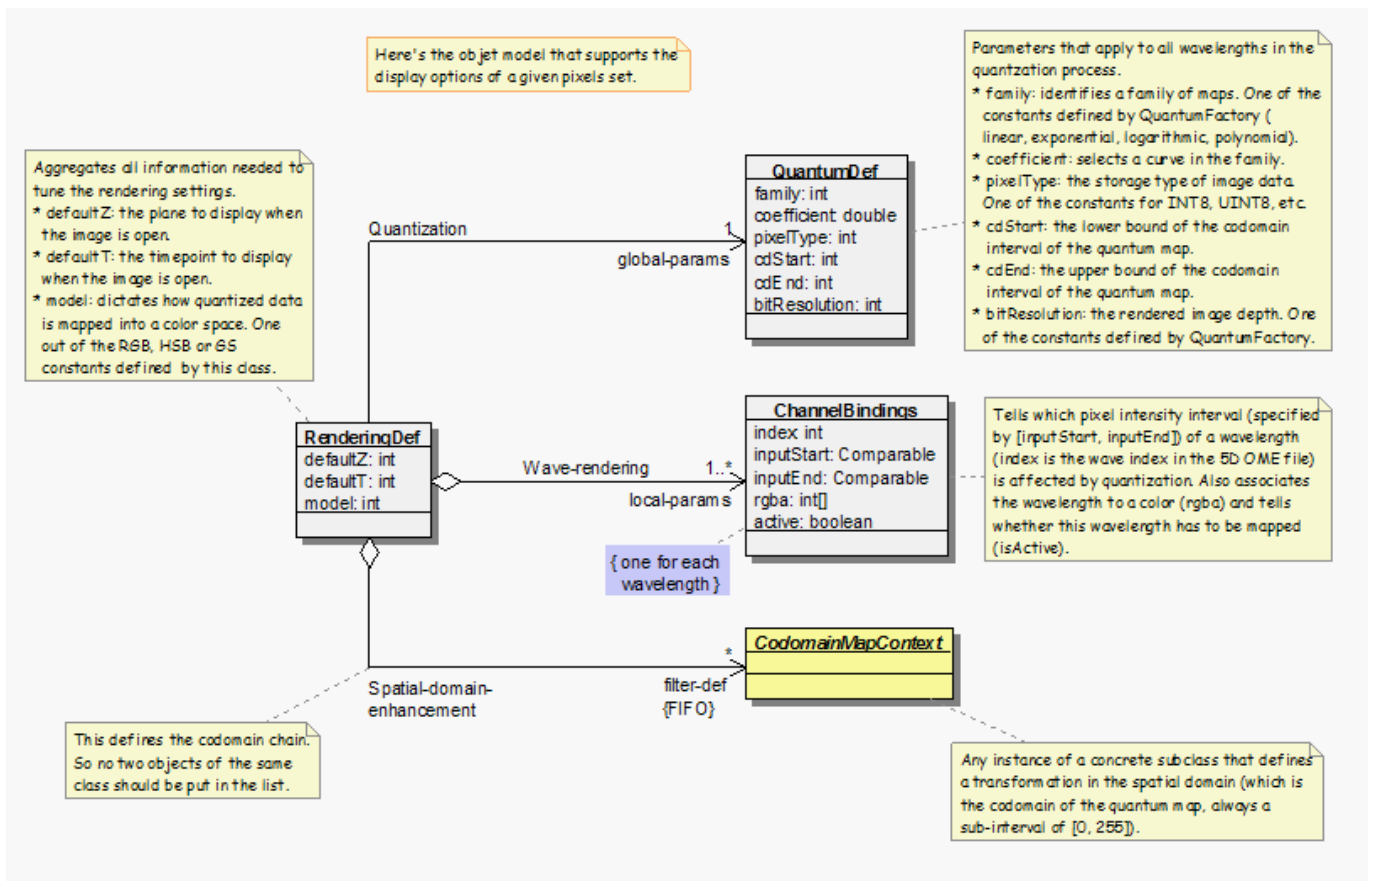 Here's the objet model that supports the
display options of a given pixels set.
Parameters that apply to all wavelengths in the
quantzation process.
* family: identifies a family of maps. One of the
constants defined by QuantumFactory (
linear, exponential, logarithmic, polynomial).
* coefficient: selects a curve in the family.
* pixelType: the storage type of image data.
One of the constants for INT8, UINT8, etc.
* cdStart: the lower bound of the codomain
interval of the quantum map.
* cdEnd: the upper bound of the codomain
interval of the quantum map.
* bitResolution: the rendered image depth. One
of the constants defined by QuantumFactory.
Aggregates all information needed to
tune the rendering settings.
* defaultZ: the plane to display when
the image is open.
* defaultT: the timepoint to display
when the image is open.
* model: dictates how quantized data
is mapped into a color space. One
out of the RGB, HSB or GS
constants defined by this class.
QuantumDef
family: int
coefficient: double
pixelType: int
cdStart: int
cdEnd: int
bitResolution: int
Quantization
1
global-params
RenderingDef
defaultZ: int
defaultT: int
model: int
Wave-rendering
1..*
local-params
ChannelBindings
index: int
inputStart: Comparable
inputEnd: Comparable
rgba: int[]
active: boolean
{ one for each
wavelength }
Tells which pixel intensity interval (specified
by [inputStart, inputEnd]) of a wavelength
(index is the wave index in the 5D OME file)
is affected by quantization. Also associates
the wavelength to a color (rgba) and tells
whether this wavelength has to be mapped
(isActive).
CodomainMapContext
*
Spatial-domain-
enhancement
filter-def
{FIFO}
This defines the codomain chain.
So no two objects of the same
class should be put in the list.
Any instance of a concrete subclass that defines
a transformation in the spatial domain (which is
the codomain of the quantum map, always a
sub-interval of [0, 255]).